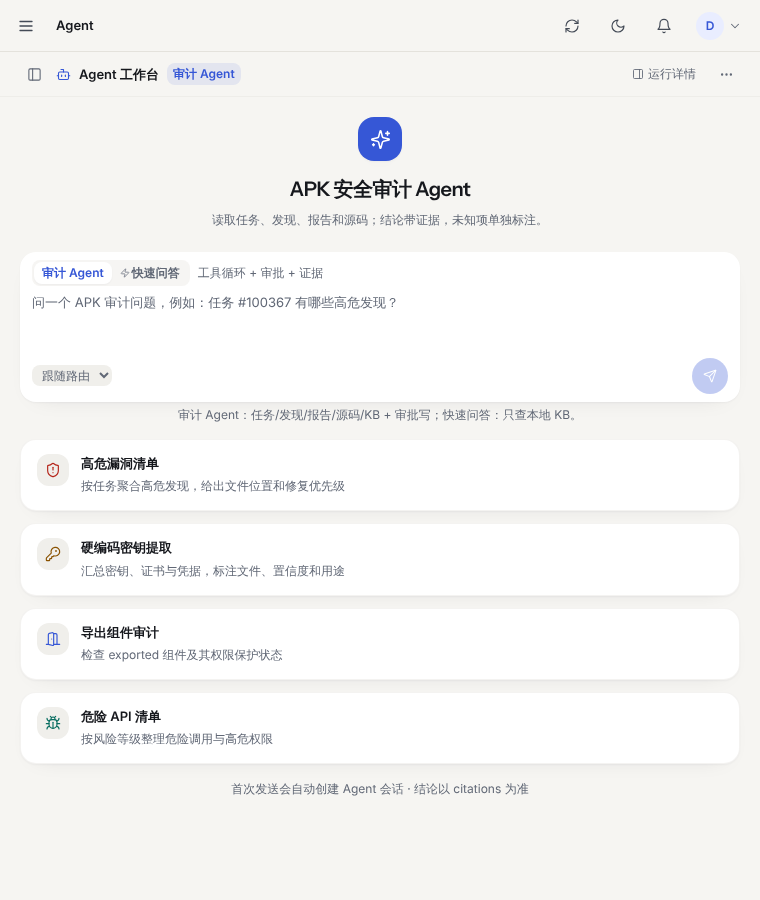 Agent
D
Agent 工作台
审计 Agent
运行详情
APK 安全审计 Agent
读取任务、发现、报告和源码；结论带证据，未知项单独标注。
审计 Agent
快速问答
工具循环 + 审批 + 证据
问一个 APK 审计问题，例如：任务 #100367 有哪些高危发现？
跟随路由
审计 Agent：任务/发现/报告/源码/KB + 审批写；快速问答：只查本地 KB。
高危漏洞清单
按任务聚合高危发现，给出文件位置和修复优先级
硬编码密钥提取
汇总密钥、证书与凭据，标注文件、置信度和用途
导出组件审计
检查 exported 组件及其权限保护状态
危险 API 清单
按风险等级整理危险调用与高危权限
首次发送会自动创建 Agent 会话 · 结论以 citations 为准